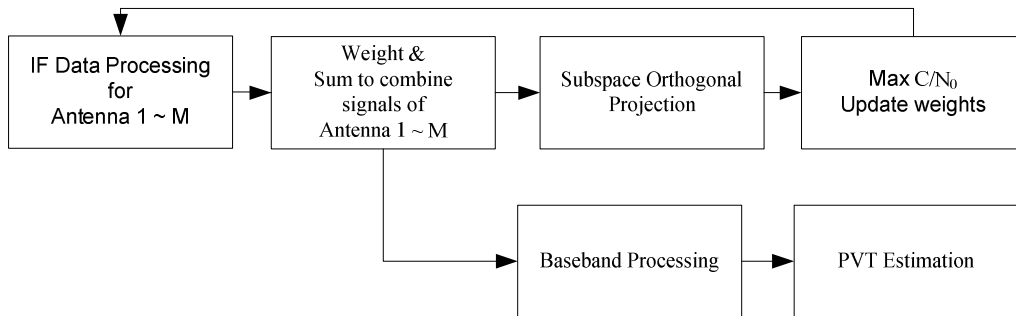 IF Data Processing
for
Antenna 1 ~ M
Weight &
Sum to combine
signals of
Antenna 1 ~ M
Subspace Orthogonal
Projection
Max C/N0
Update weights
Baseband Processing
PVT Estimation